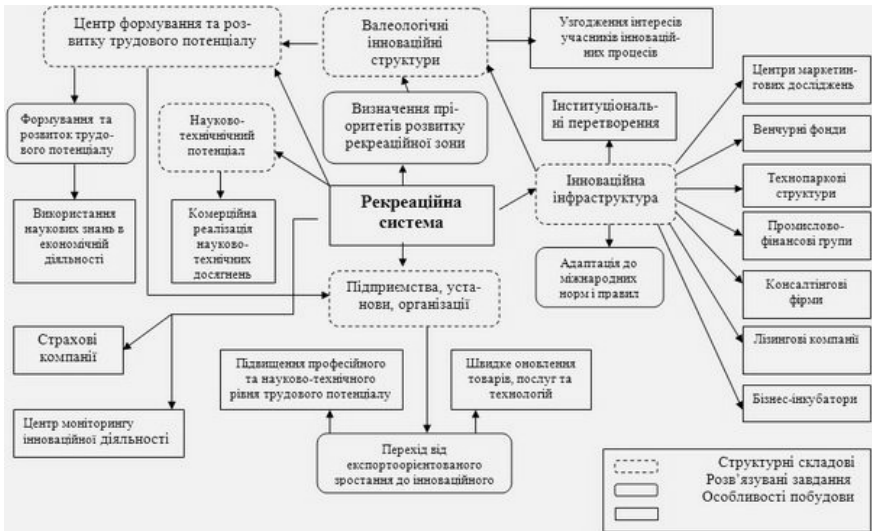 Центр формування та роз-
витку трудового потенціалу
Валеологічні
інноваційні
структури
Узгодження інтересів
учасників інновацій-
них процесів
Центри маркетин-
гових досліджень
Формування та
розвиток трудо-
вого потенціалу
Науково-
технічнічний
потенціал
Визначення прі-
оритетів розвитку
рекреаційної зони
Інституціональ-
ні перетворення
Венчурні фонди
Використання
наукових знань в
економічній
діяльності
Комерційна
реалізація
науково-
технічних
досягнень
Рекреаційна
система
Інноваційна
інфраструктура
Технопаркові
структури
Промислово-
фінансові групи
Адаптація до
міжнародних
норм і правил
Консалтингові
фірми
Підприємства, уста-
нови, організації
Страхові
компанії
Лізингові компанії
Підвищення професійного
та науково-технічного
рівня трудового потенціалу
Швидке оновлення
товарів, послуг та
технологій
Бізнес-інкубатори
Центр моніторингу
інноваційної діяльності
Перехід від
експортоорієнтованого
зростання до інноваційного
Структурні складові
Розв’язувані завдання
Особливості побудови